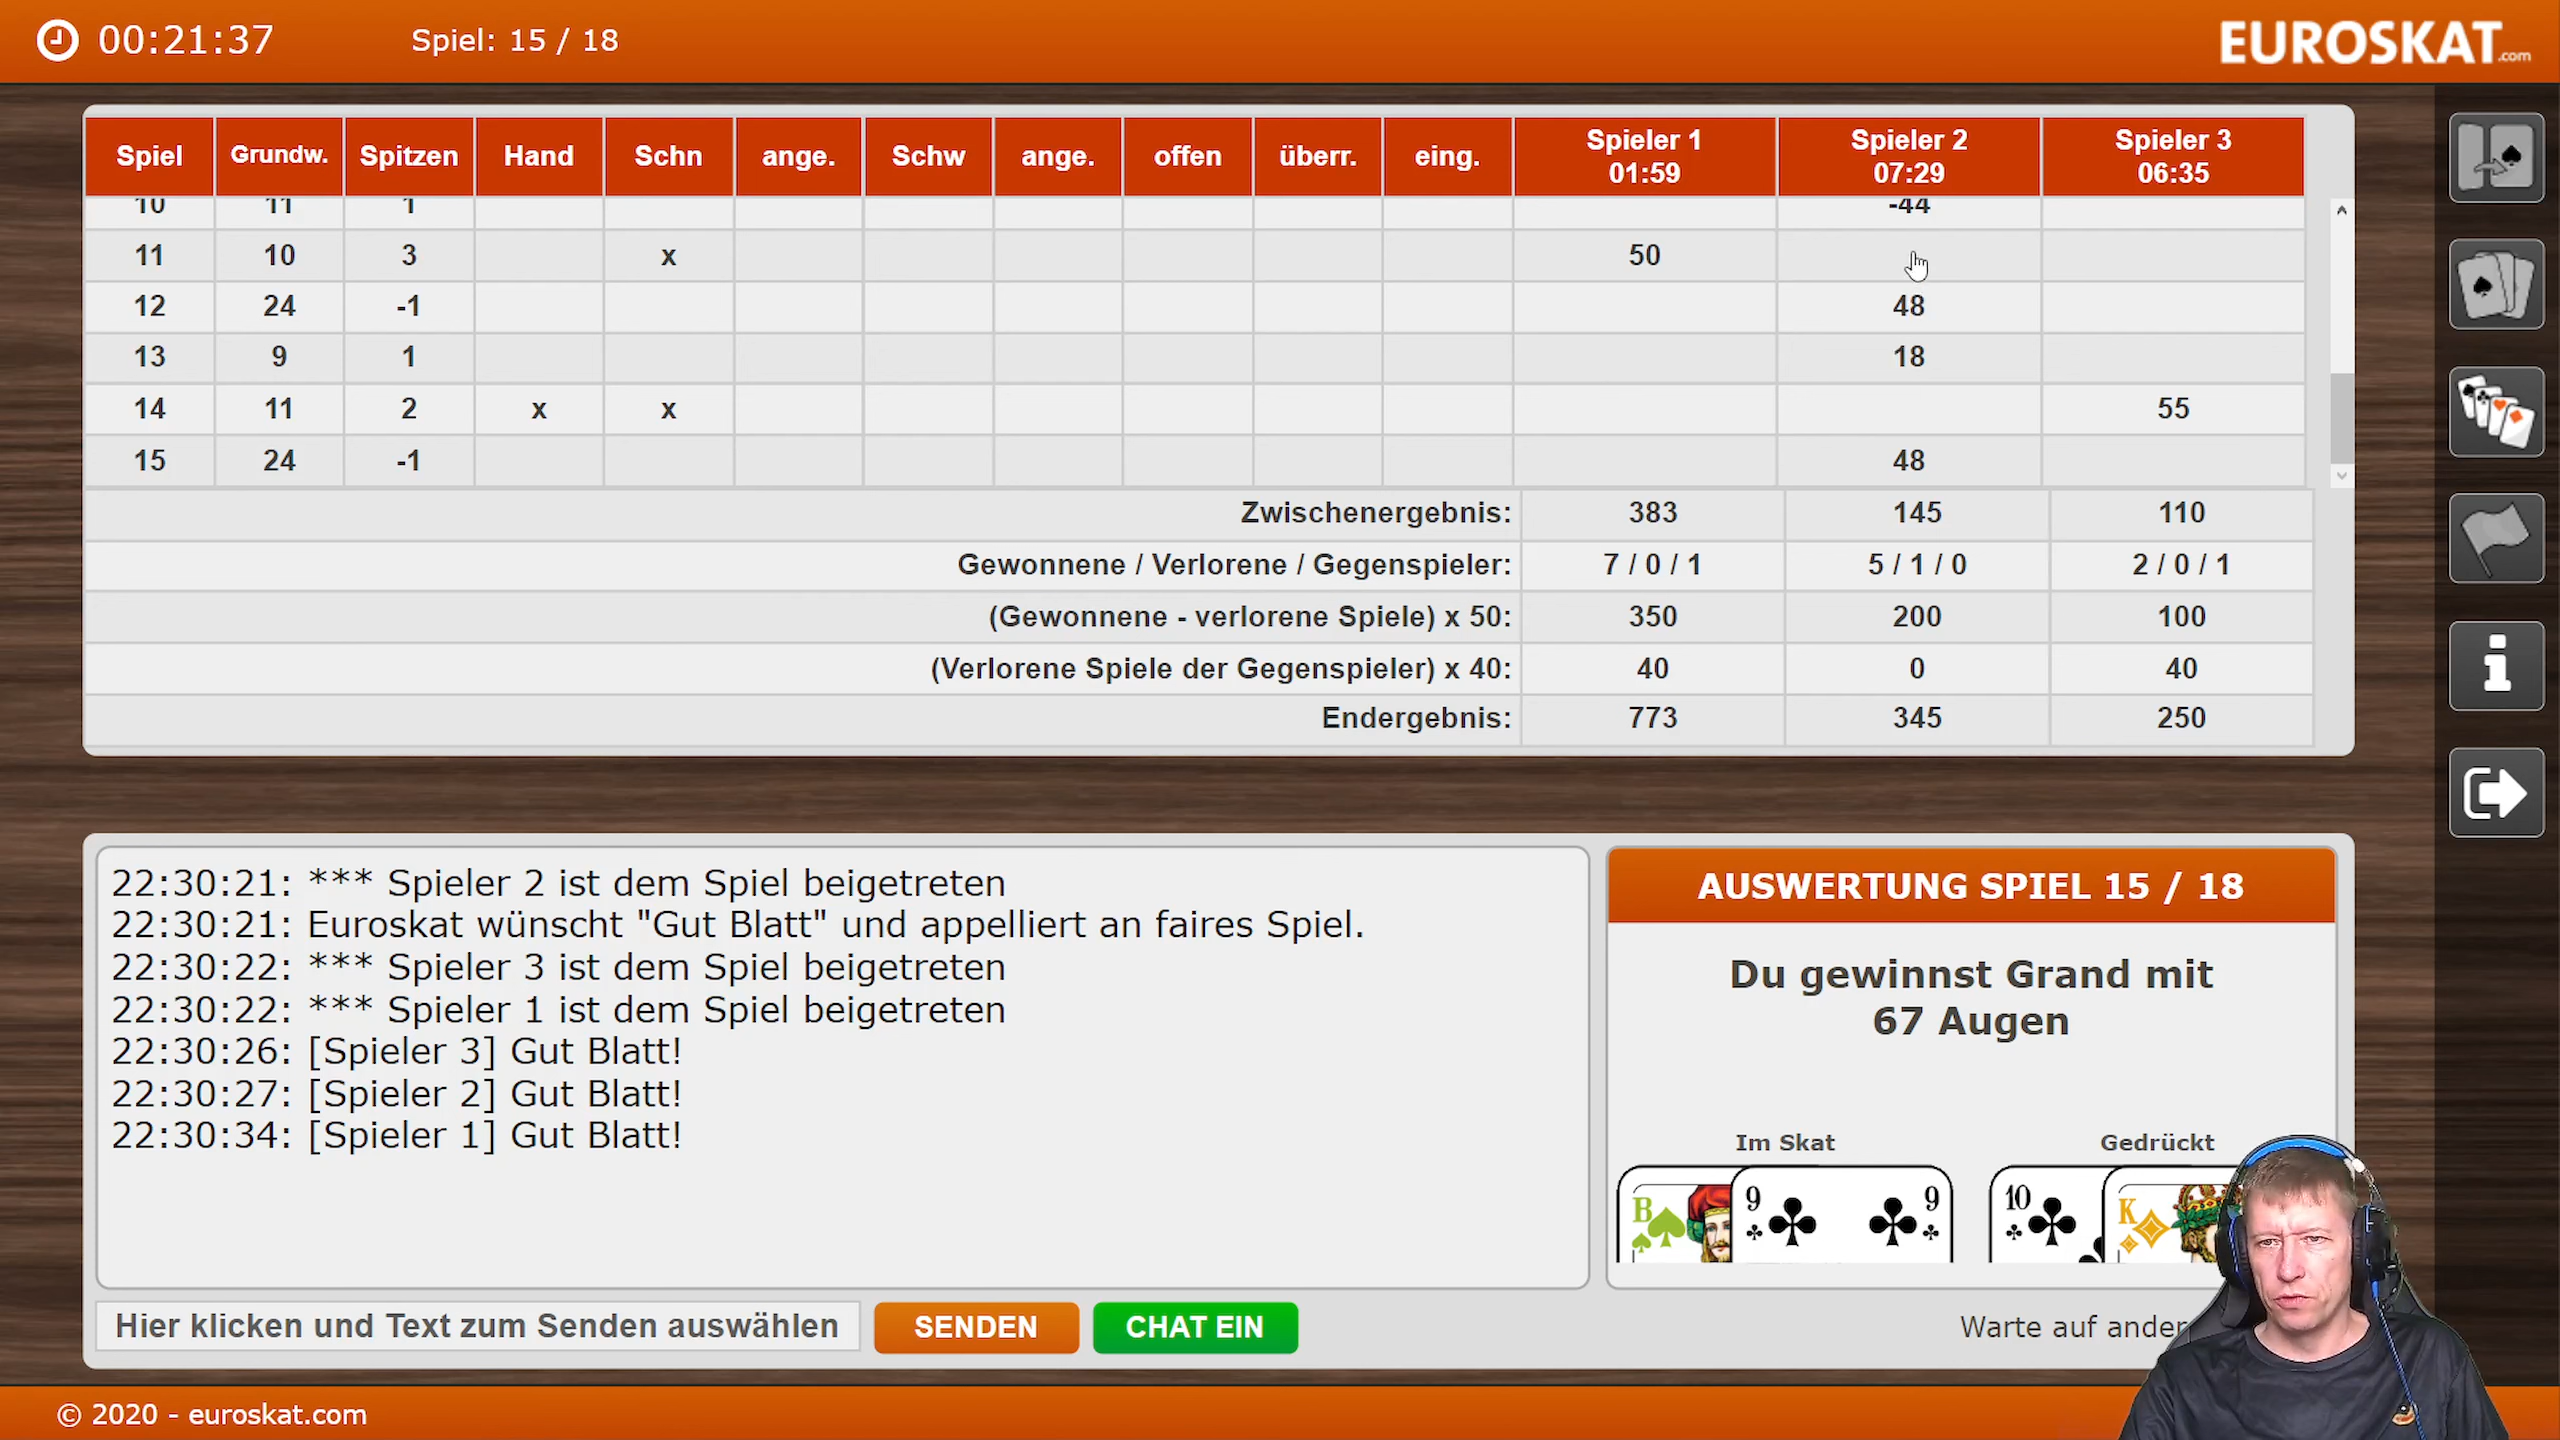 00:21:37 Spiel: 15 / 18 EUROSKAT.com
Spiel Grundw. Spitzen Hand Schn ange. Schw ange. offen überr. eing. Spieler 1 01:59 Spieler 2 07:29 Spieler 3 06:35
10 11 1 -44
11 10 3 x 50
12 24 -1 48
13 9 1 18
14 11 2 x x 55
15 24 -1 48
Zwischenergebnis: 383 145 110
Gewonnene / Verlorene / Gegenspieler: 7 / 0 / 1 5 / 1 / 0 2 / 0 / 1
(Gewonnene - verlorene Spiele) x 50: 350 200 100
(Verlorene Spiele der Gegenspieler) x 40: 40 0 40
Endergebnis: 773 345 250
22:30:21: *** Spieler 2 ist dem Spiel beigetreten
22:30:21: Euroskat wünscht "Gut Blatt" und appelliert an faires Spiel.
22:30:22: *** Spieler 3 ist dem Spiel beigetreten
22:30:22: *** Spieler 1 ist dem Spiel beigetreten
22:30:26: [Spieler 3] Gut Blatt!
22:30:27: [Spieler 2] Gut Blatt!
22:30:34: [Spieler 1] Gut Blatt!
Hier klicken und Text zum Senden auswählen SENDEN CHAT EIN
AUSWERTUNG SPIEL 15 / 18
Du gewinnst Grand mit
67 Augen
Im Skat Gedrückt
B 9 9 10 K
Warte auf
© 2020 - euroskat.com